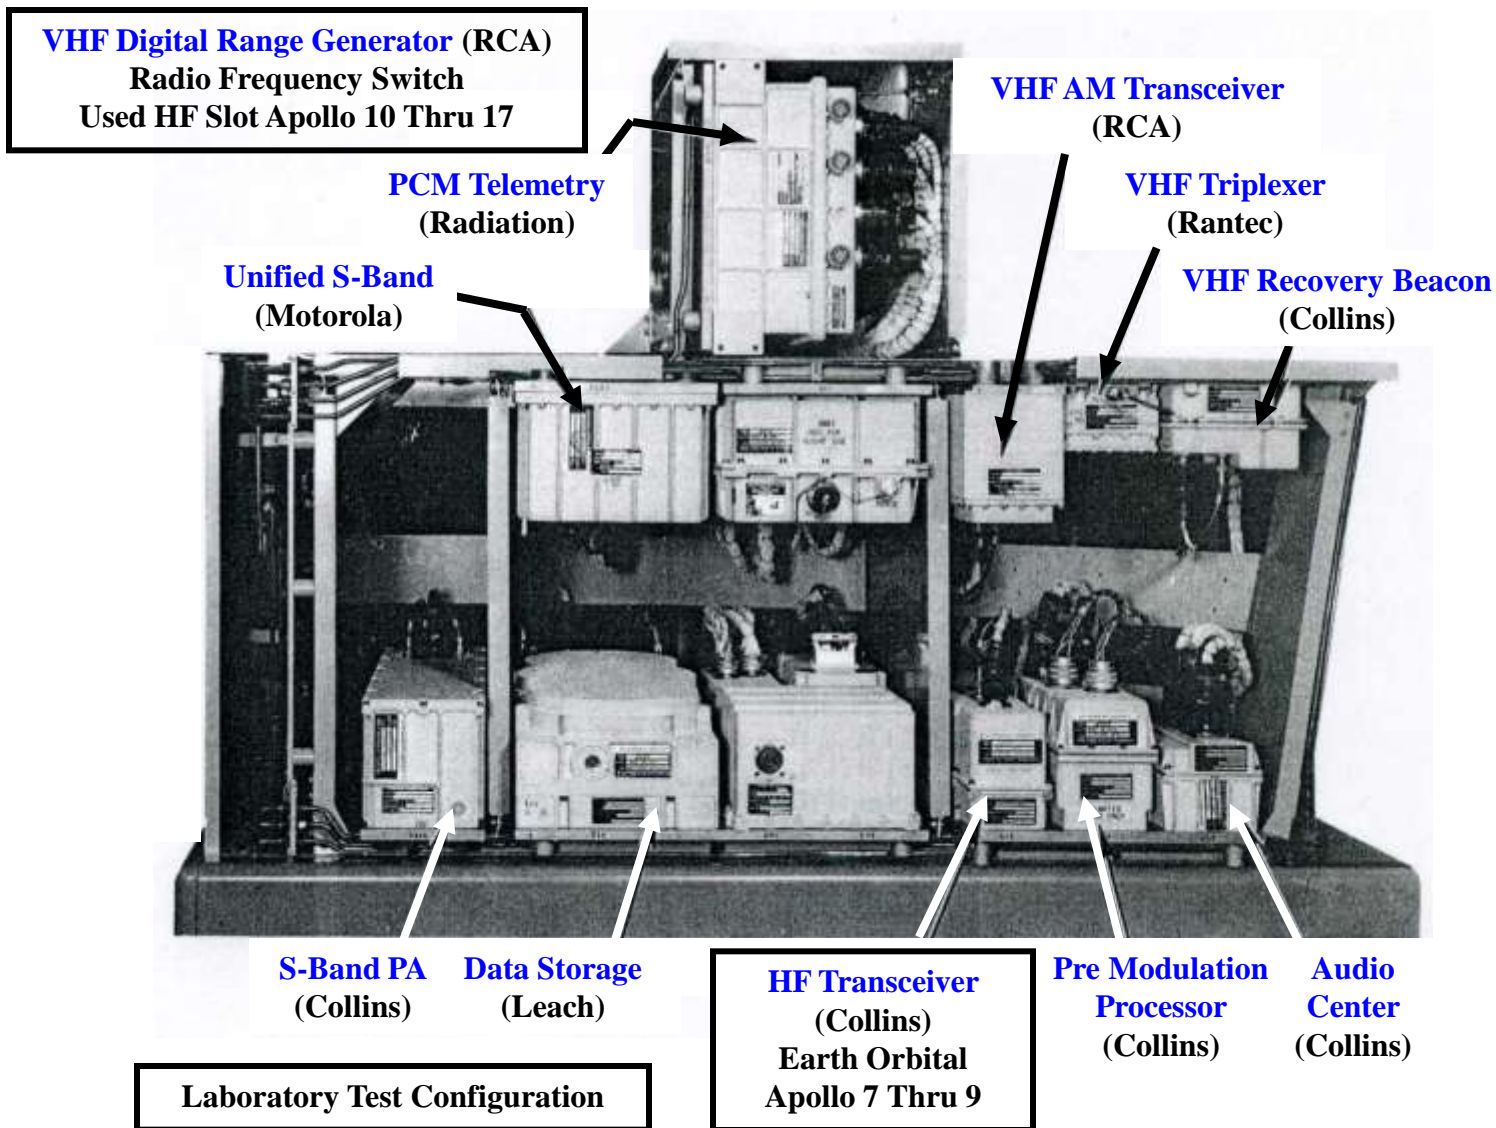 VHF Digital Range Generator (RCA)
Radio Frequency Switch
Used HF Slot Apollo 10 Thru 17
VHF AM Transceiver
(RCA)
PCM Telemetry
(Radiation)
VHF Triplexer
(Rantec)
Unified S-Band
(Motorola)
VHF Recovery Beacon
(Collins)
S-Band PA
(Collins)
Data Storage
(Leach)
HF Transceiver
(Collins)
Earth Orbital
Apollo 7 Thru 9
Pre Modulation
Processor
(Collins)
Audio
Center
(Collins)
Laboratory Test Configuration